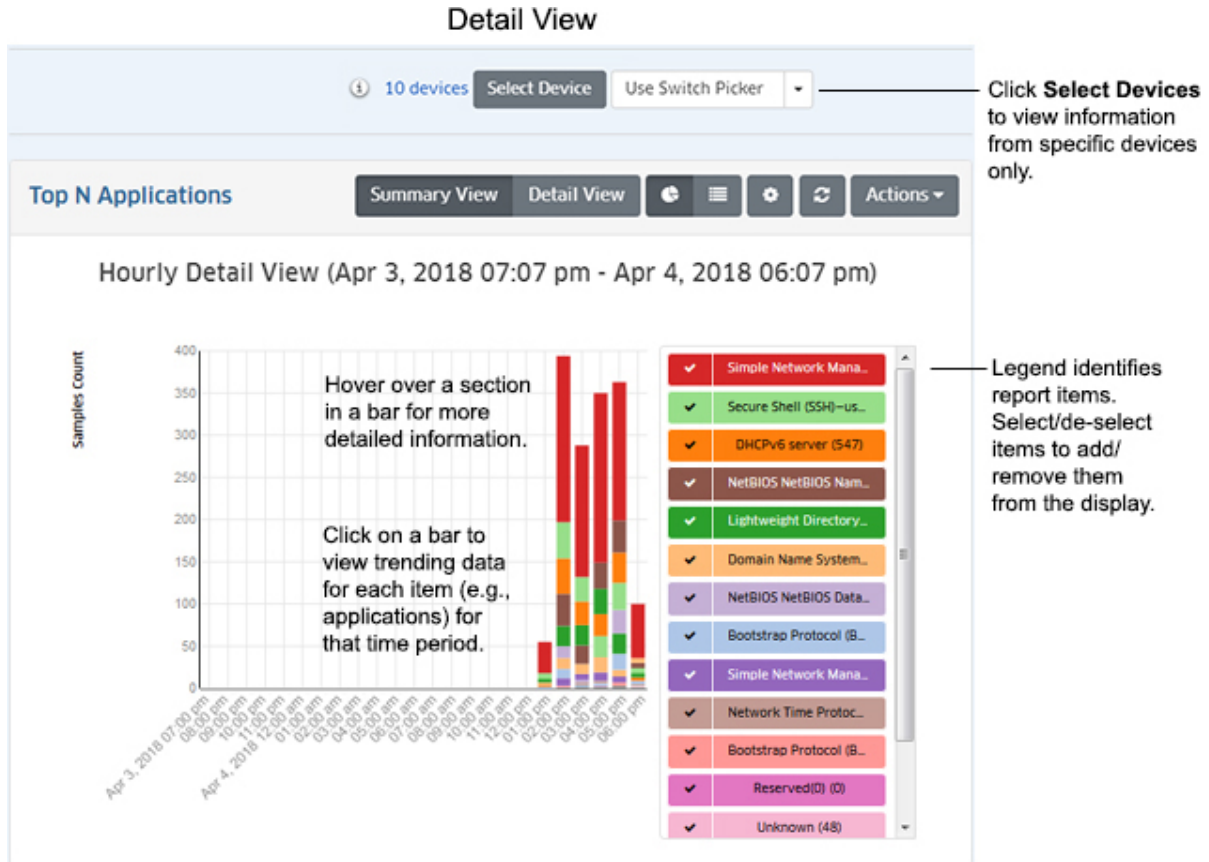 Detail View
10 devices
Select Device
Use Switch Picker
Click Select Devices
to view information
from specific devices
only.
Top N Applications
Summary View
Detail View
Actions
Hourly Detail View (Apr 3, 2018 07:07 pm - Apr 4, 2018 06:07 pm)
Samples Count
400
350
300
250
200
150
100
50
0
Hover over a section
in a bar for more
detailed information.
Click on a bar to
view trending data
for each item (e.g.,
applications) for
that time period.
Apr 3, 2018 07:00 pm
08:00 pm
09:00 pm
10:00 pm
11:00 pm
Apr 4, 2018 12:00 am
01:00 am
02:00 am
03:00 am
04:00 am
05:00 am
06:00 am
07:00 am
08:00 am
09:00 am
10:00 am
11:00 am
12:00 pm
01:00 pm
02:00 pm
03:00 pm
04:00 pm
05:00 pm
06:00 pm
Simple Network Mana...
Secure Shell (SSH)—us...
DHCPv6 server (547)
NetBIOS NetBIOS Nam...
Lightweight Directory...
Domain Name System...
NetBIOS NetBIOS Data...
Bootstrap Protocol (B...
Simple Network Mana...
Network Time Protoc...
Bootstrap Protocol (B...
Reserved(0) (0)
Unknown (48)
Legend identifies
report items.
Select/de-select
items to add/
remove them
from the display.